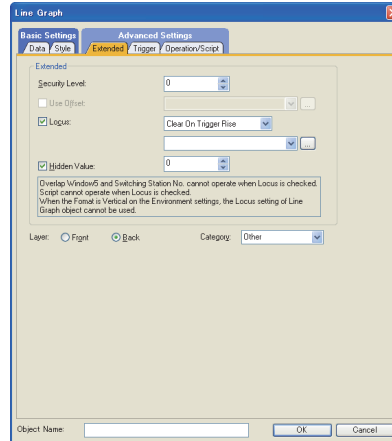 Line Graph
Basic Settings Advanced Settings
Data Style Extended Trigger Operation/Script
Extended
Security Level: 0
Use Offset: ...
Locus: Clear On Trigger Rise
...
Hidden Value: 0
Overlap Window5 and Switching Station No. cannot operate when Locus is checked.
Script cannot operate when Locus is checked.
When the Fomat is Vertical on the Environment settings, the Locus setting of Line
Graph object cannot be used.
Layer: Front Back Category: Other
Object Name: OK Cancel